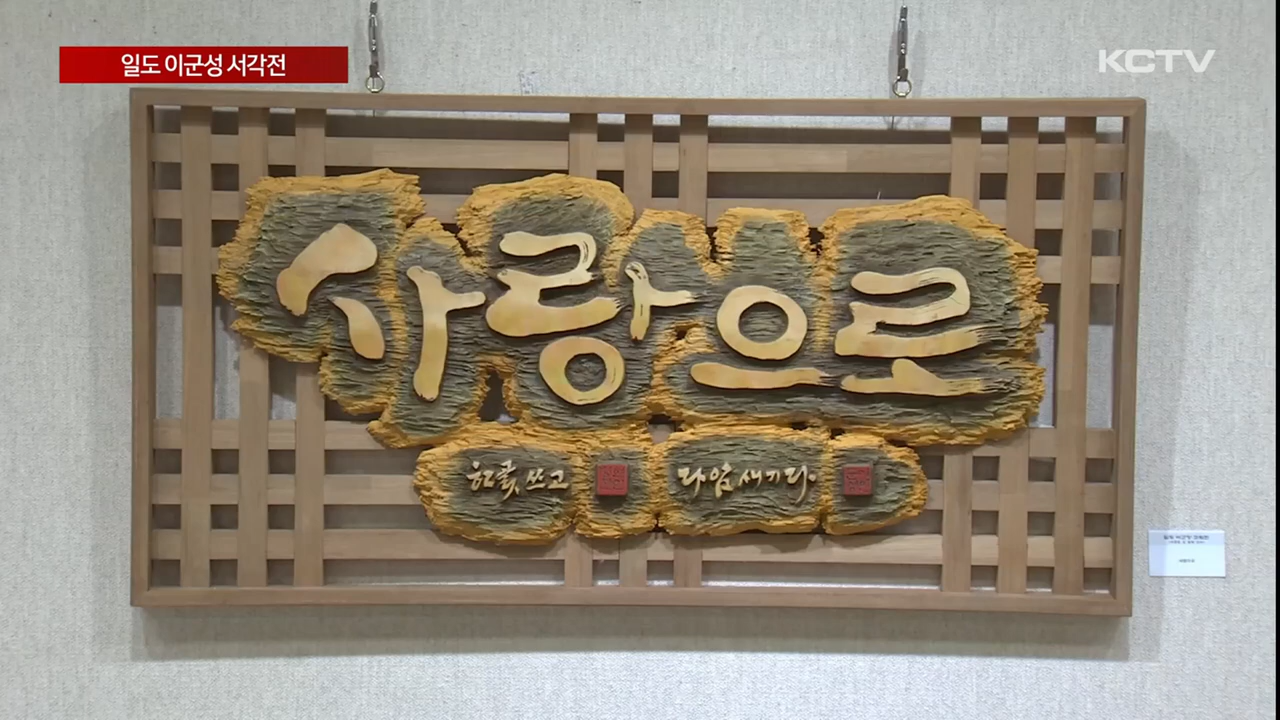 일도 이군성 서각전
KCTV
사랑으로
한글, 쓰고
다암 새기다.